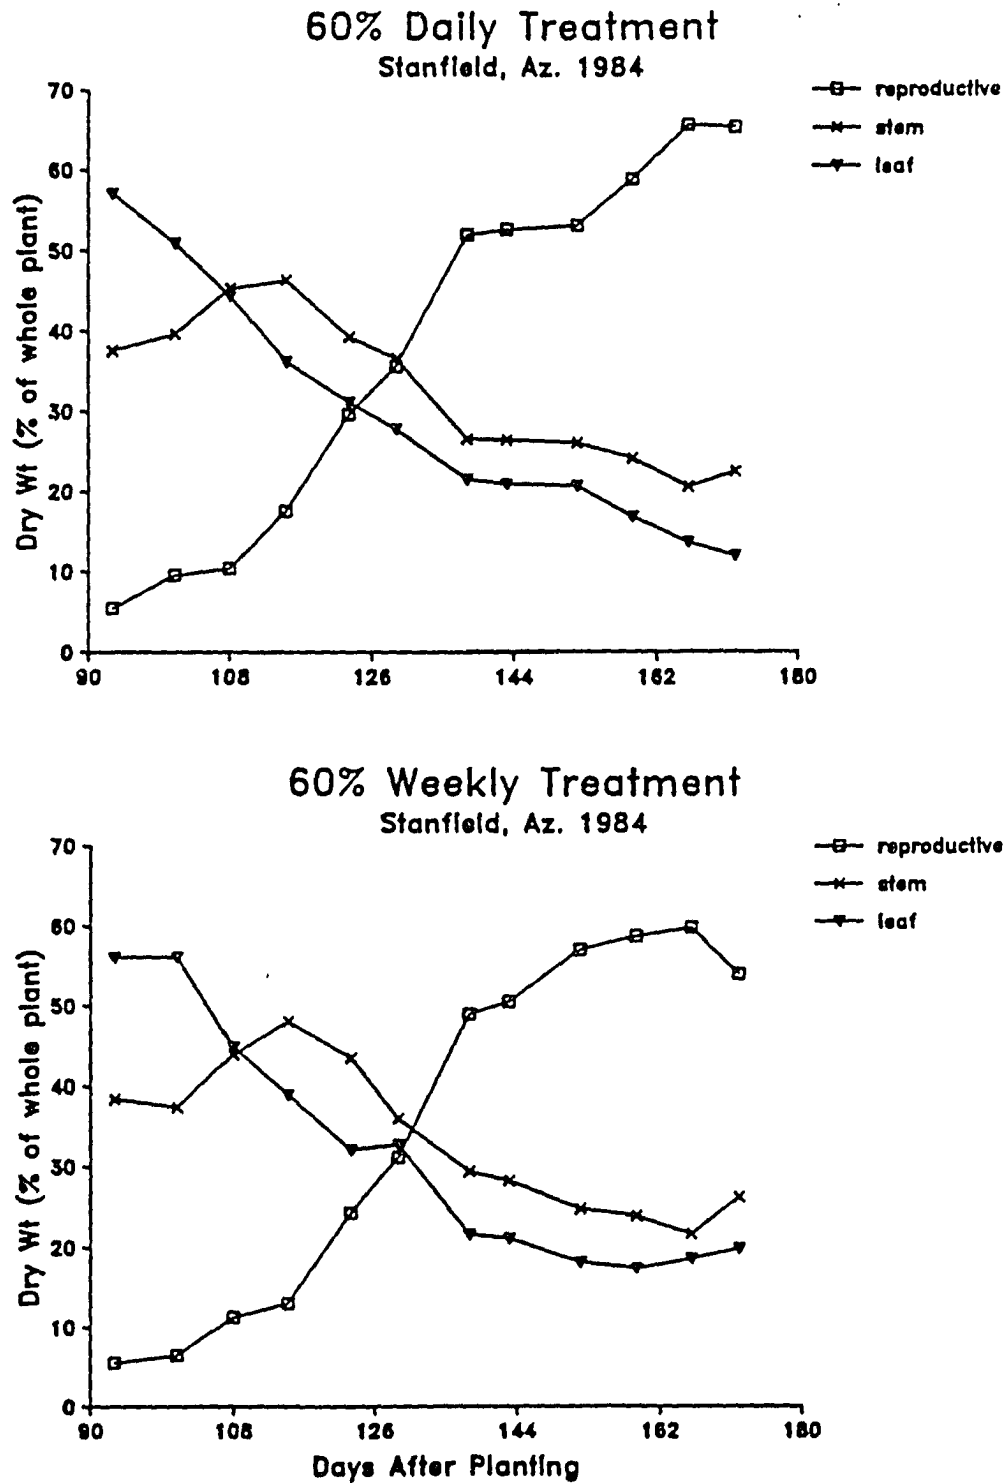 60% Daily Treatment
Stanfield, Az. 1984
reproductive
stem
leaf
Dry Wt (% of whole plant)
70
60
50
40
30
20
10
0
90 108 126 144 162 180
60% Weekly Treatment
Stanfield, Az. 1984
reproductive
stem
leaf
Dry Wt (% of whole plant)
70
60
50
40
30
20
10
0
90 108 126 144 162 180
Days After Planting